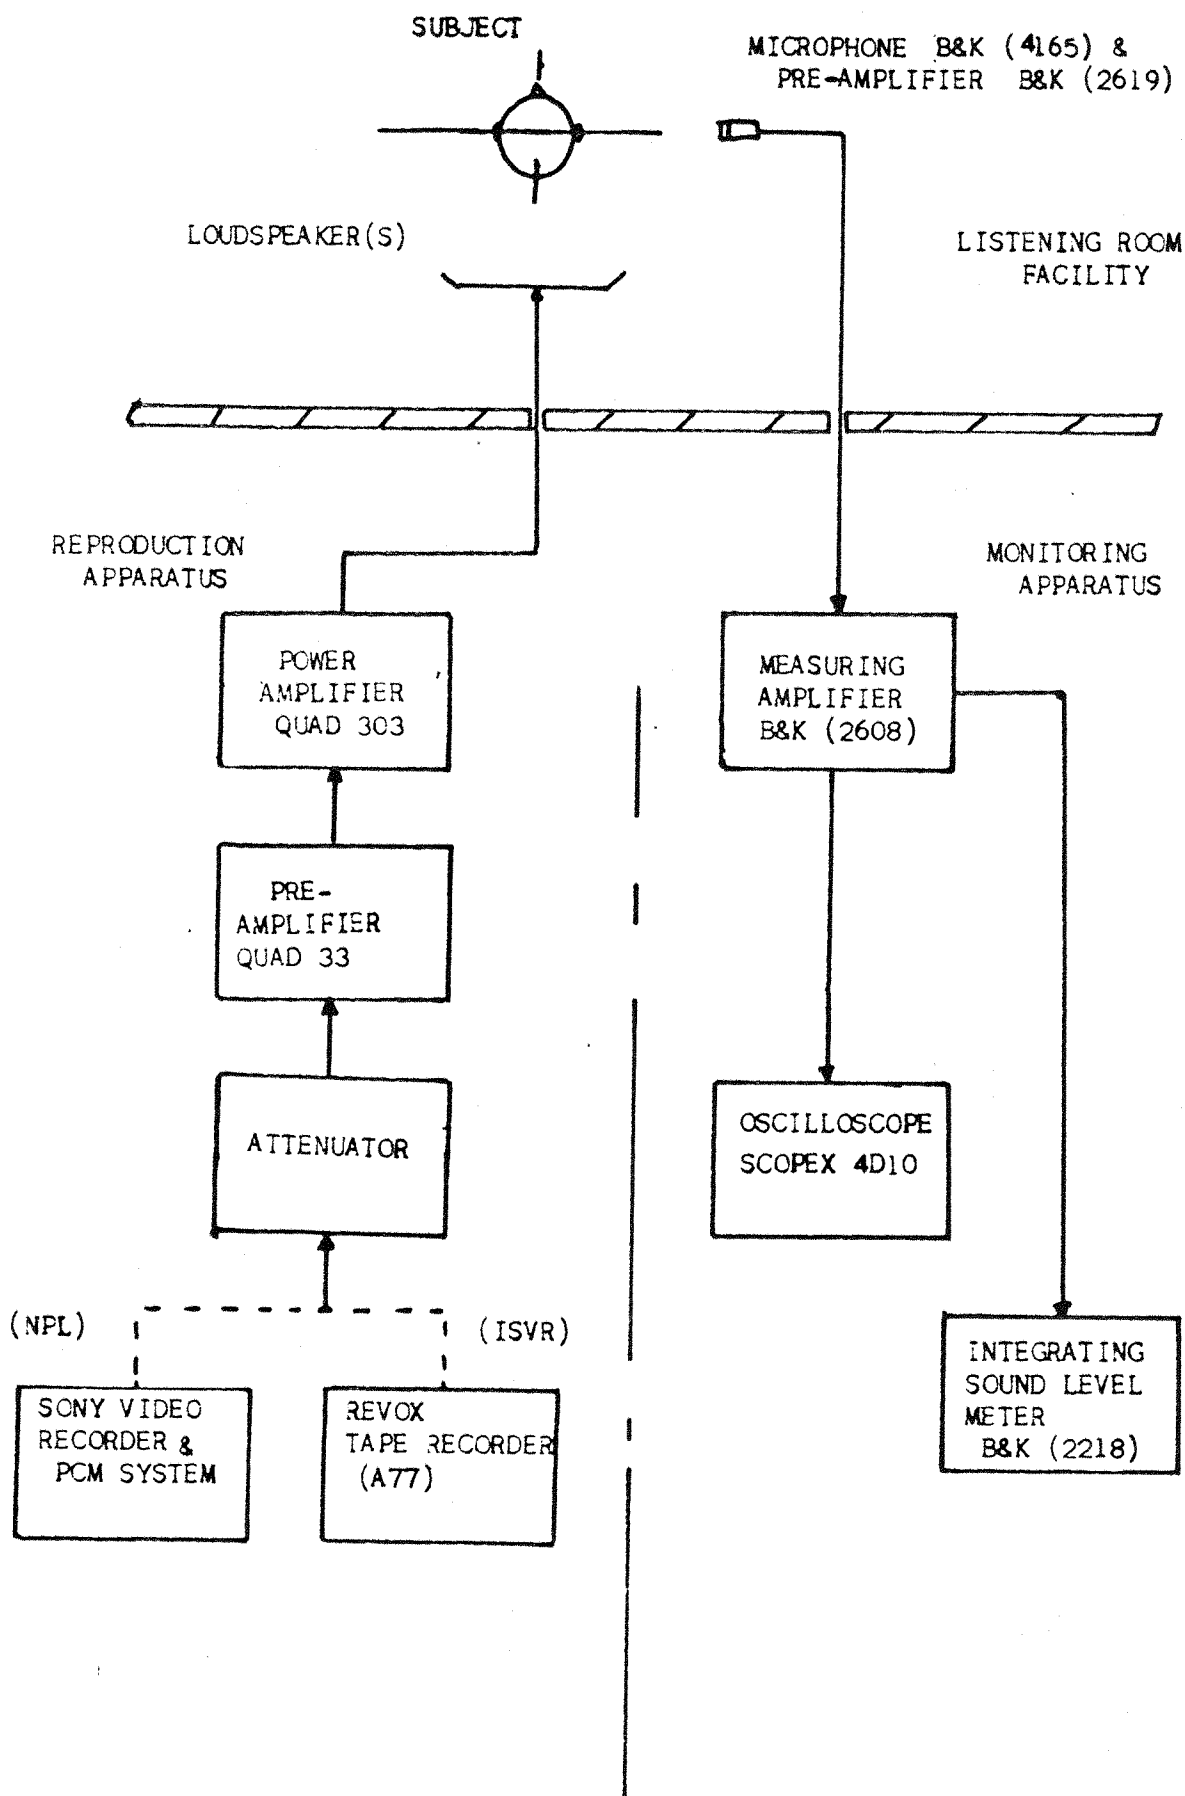 SUBJECT
MICROPHONE B&K (4165) &
PRE-AMPLIFIER B&K (2619)
LOUDSPEAKER(S)
LISTENING ROOM
FACILITY
REPRODUCTION
APPARATUS
MONITORING
APPARATUS
POWER
AMPLIFIER
QUAD 303
MEASURING
AMPLIFIER
B&K (2608)
PRE-
AMPLIFIER
QUAD 33
ATTENUATOR
OSCILLOSCOPE
SCOPEX 4D10
(NPL)
(ISVR)
SONY VIDEO
RECORDER &
PCM SYSTEM
REVOX
TAPE RECORDER
(A77)
INTEGRATING
SOUND LEVEL
METER
B&K (2218)